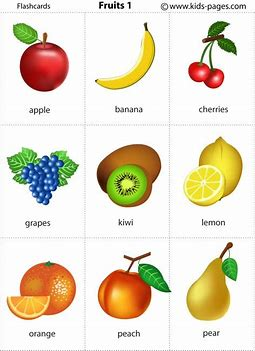 Flashcards Fruits 1 www.kids-pages.com
apple banana cherries
grapes kiwi lemon
orange peach pear